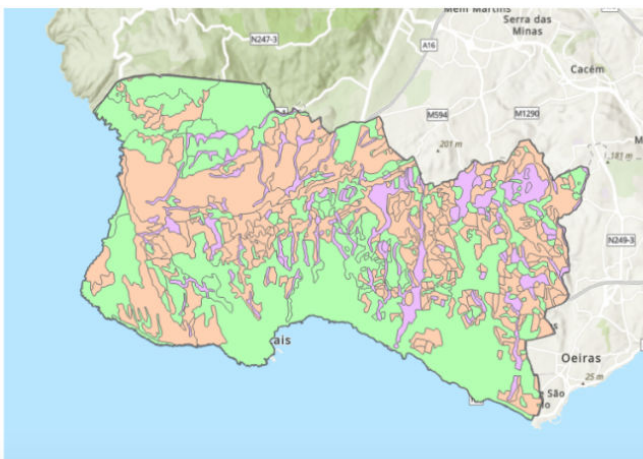 Mem Martins
Serra das
Minas
N247-3
A16
Cacém
M594
M1290
201 m
181 m
N249-3
ais
Oeiras
25 m
e São
lo